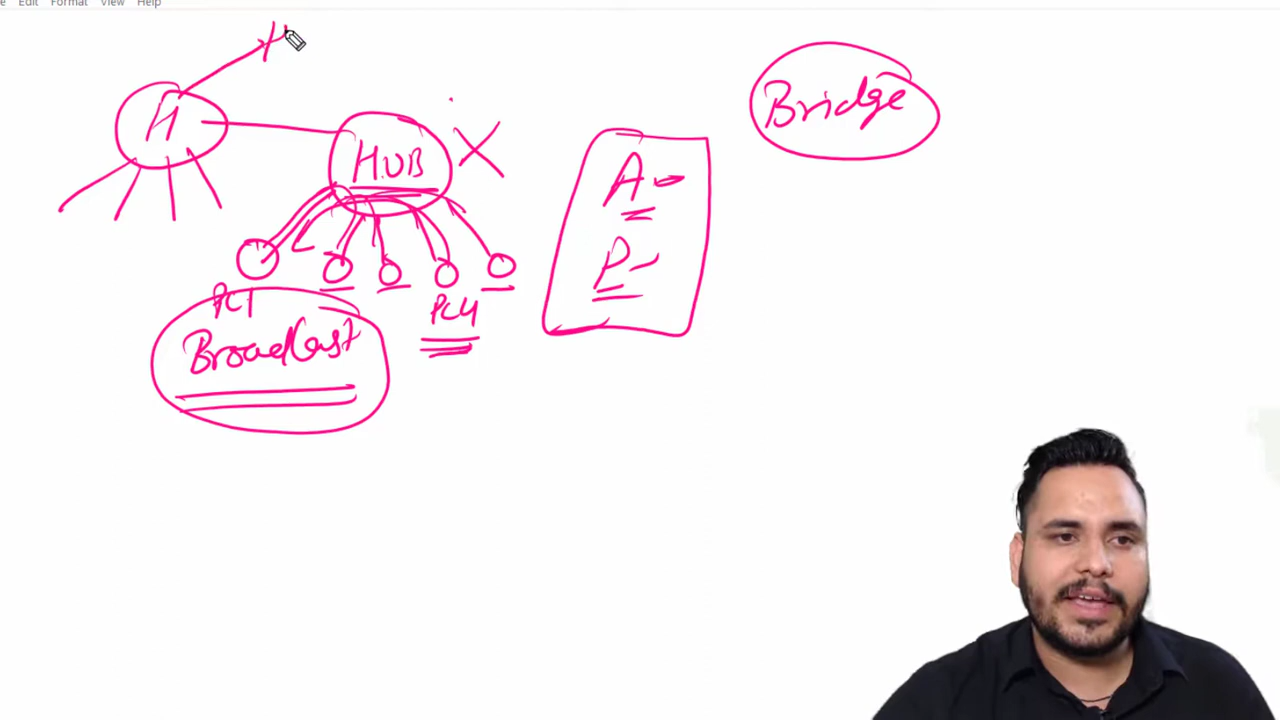 Edit Format View Help
H
HUB
Bridge
A
P
PC1
PC4
BroadCast